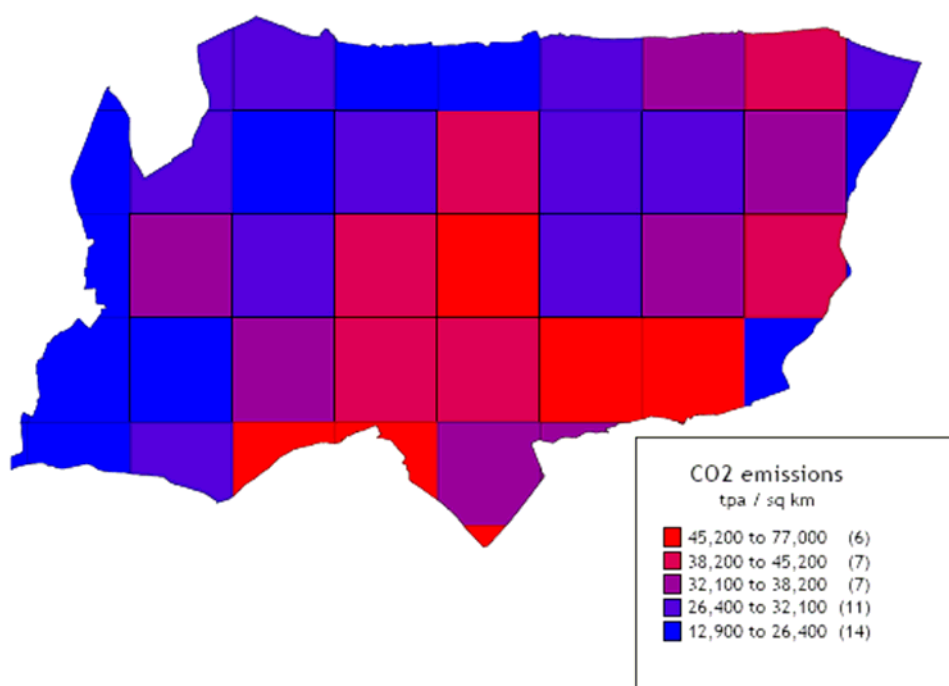 CO2 emissions
tpa / sq km
45,200 to 77,000 (6)
38,200 to 45,200 (7)
32,100 to 38,200 (7)
26,400 to 32,100 (11)
12,900 to 26,400 (14)